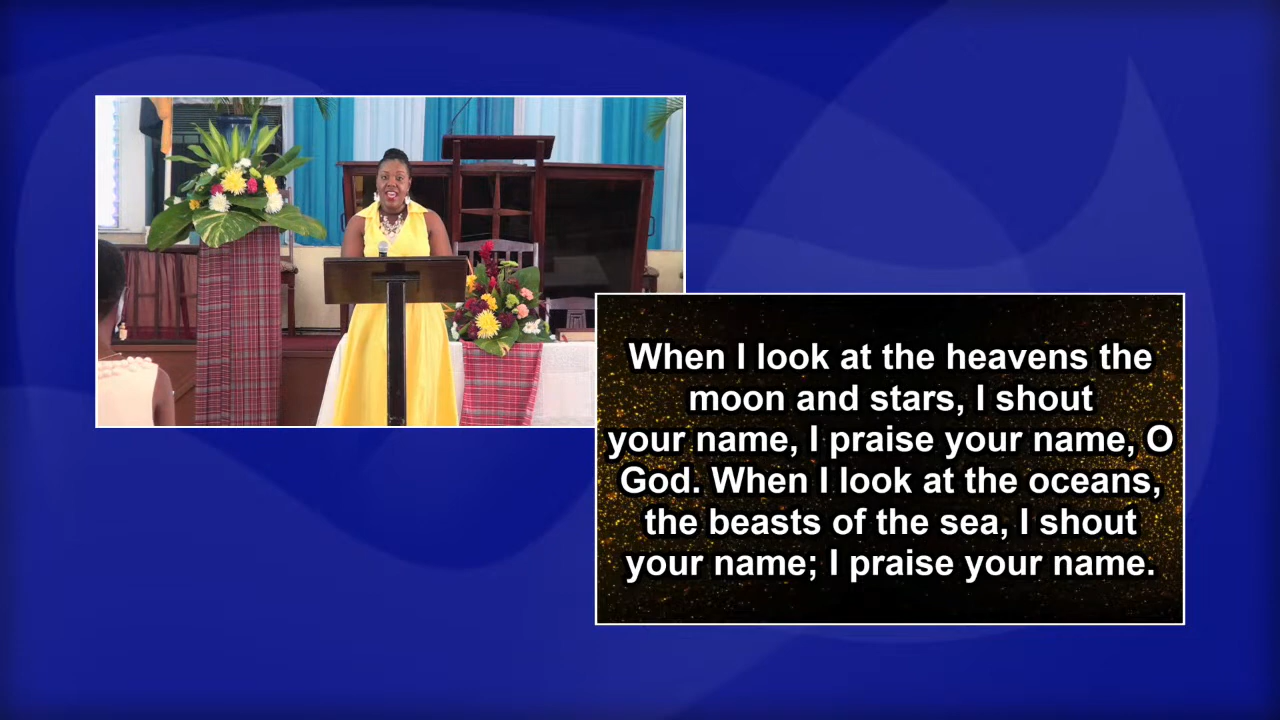 When I look at the heavens the
moon and stars, I shout
your name, I praise your name, O
God. When I look at the oceans,
the beasts of the sea, I shout
your name; I praise your name.